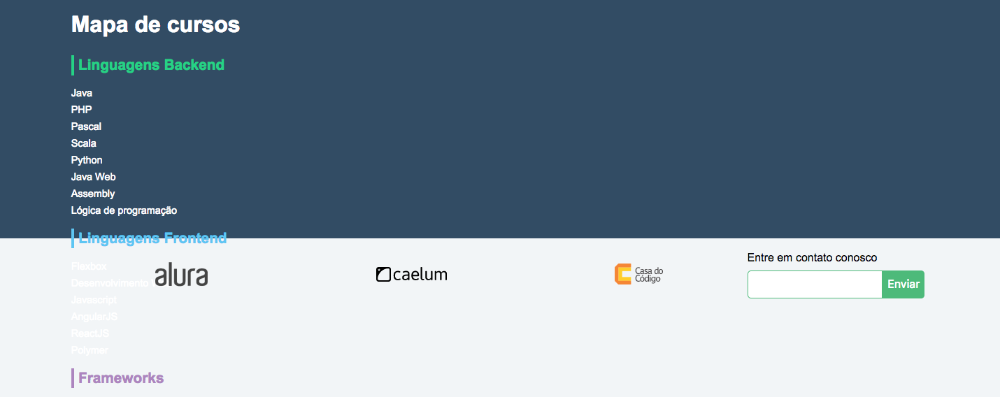 Mapa de cursos
Linguagens Backend
Java
PHP
Pascal
Scala
Python
Java Web
Assembly
Lógica de programação
Linguagens Frontend
Flexbox
Desenvolvimento
Javascript
AngularJS
ReactJS
Polymer
Frameworks
alura
caelum
Casa do
Código
Entre em contato conosco
Enviar